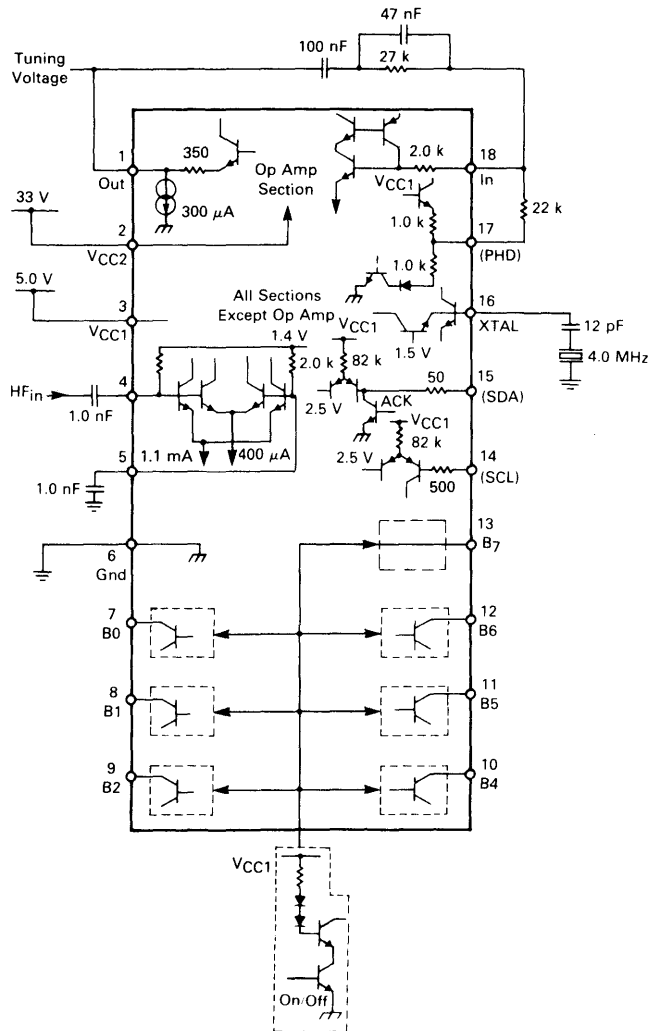 47 nF
100 nF
27 k
Tuning
Voltage
1
Out
350
300 μA
Op Amp
Section
2.0 k
18
In
VCC1
1.0 k
22 k
17
(PHD)
1.0 k
33 V
2
VCC2
5.0 V
3
VCC1
All Sections
Except Op Amp
16
XTAL
12 pF
4.0 MHz
1.5 V
1.4 V
2.0 k
VCC1
82 k
HFin
1.0 nF
4
2.5 V
50
15
(SDA)
ACK
VCC1
82 k
1.1 mA
400 μA
2.5 V
500
14
(SCL)
5
1.0 nF
6
Gnd
13
B7
7
B0
12
B6
8
B1
11
B5
9
B2
10
B4
VCC1
On/Off